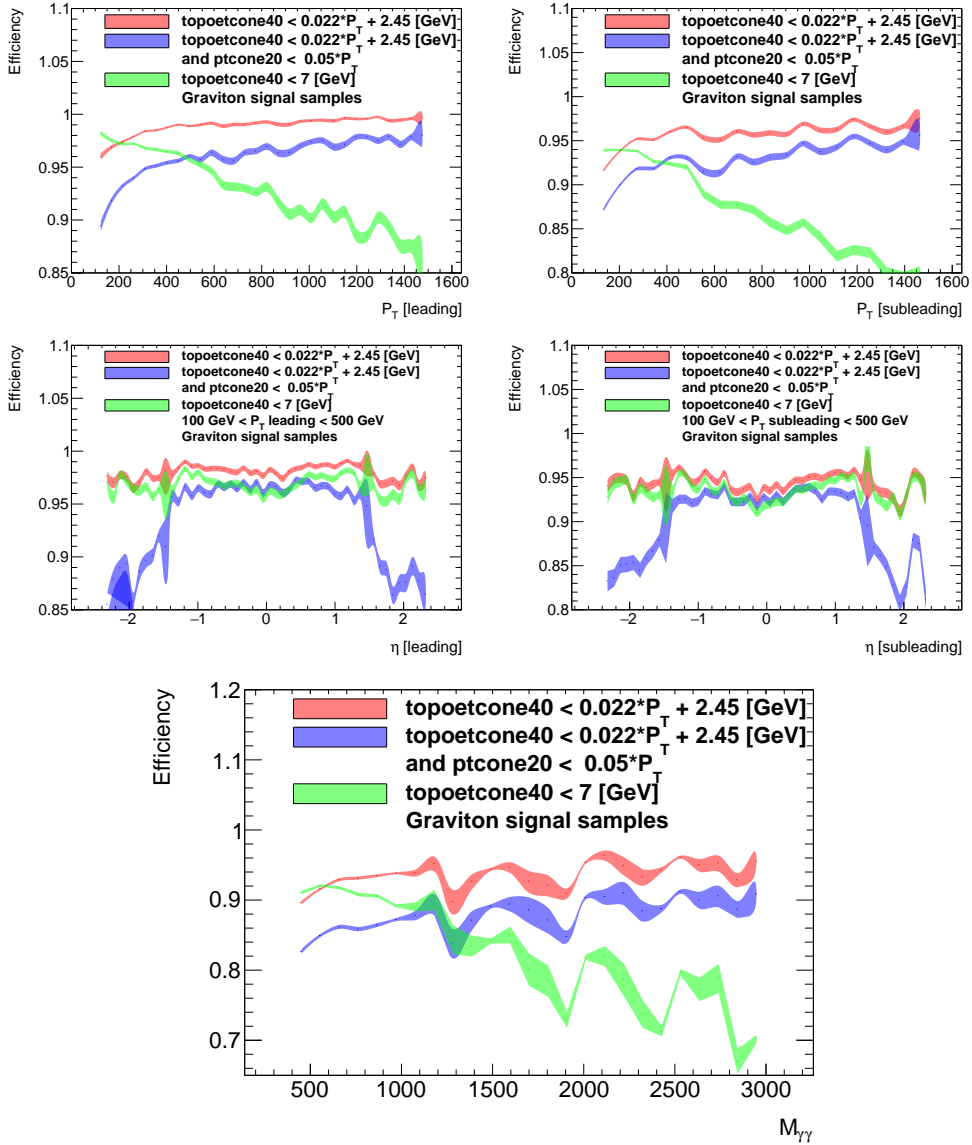 Efficiency
topoetcone40 < 0.022*P_T + 2.45 [GeV]
topoetcone40 < 0.022*P_T + 2.45 [GeV]
and ptcone20 < 0.05*P_T
topoetcone40 < 7 [GeV]
Graviton signal samples
1
0.95
0.9
0.85
0 200 400 600 800 1000 1200 1400 1600
P_T [leading]
Efficiency
topoetcone40 < 0.022*P_T + 2.45 [GeV]
topoetcone40 < 0.022*P_T + 2.45 [GeV]
and ptcone20 < 0.05*P_T
topoetcone40 < 7 [GeV]
Graviton signal samples
1
0.95
0.9
0.85
0.8
0 200 400 600 800 1000 1200 1400 1600
P_T [subleading]
Efficiency
topoetcone40 < 0.022*P_T + 2.45 [GeV]
topoetcone40 < 0.022*P_T + 2.45 [GeV]
and ptcone20 < 0.05*P_T
topoetcone40 < 7 [GeV]
100 GeV < P_T leading < 500 GeV
Graviton signal samples
1.1
1.05
1
0.95
0.9
0.85
−2 −1 0 1 2
η [leading]
Efficiency
topoetcone40 < 0.022*P_T + 2.45 [GeV]
topoetcone40 < 0.022*P_T + 2.45 [GeV]
and ptcone20 < 0.05*P_T
topoetcone40 < 7 [GeV]
100 GeV < P_T subleading < 500 GeV
Graviton signal samples
1.1
1.05
1
0.95
0.9
0.85
0.8
−2 −1 0 1 2
η [subleading]
Efficiency
topoetcone40 < 0.022*P_T + 2.45 [GeV]
topoetcone40 < 0.022*P_T + 2.45 [GeV]
and ptcone20 < 0.05*P_T
topoetcone40 < 7 [GeV]
Graviton signal samples
1.2
1.1
1
0.9
0.8
0.7
500 1000 1500 2000 2500 3000
M_γγ